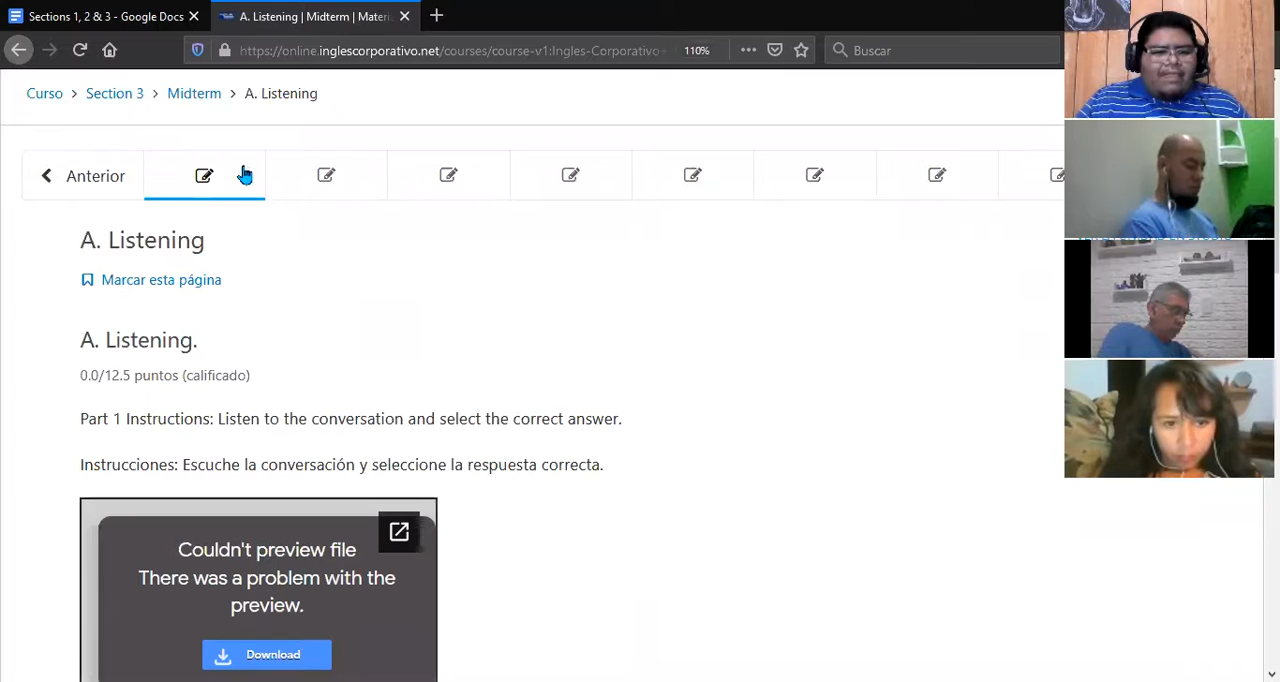 Sections 1, 2 & 3 - Google Docs
A. Listening | Midterm | Materi
https://online.inglescorporativo.net/courses/course-v1:Ingles-Corporativo
110%
Buscar
Curso > Section 3 > Midterm > A. Listening
Anterior
A. Listening
Marcar esta página
A. Listening.
0.0/12.5 puntos (calificado)
Part 1 Instructions: Listen to the conversation and select the correct answer.
Instrucciones: Escuche la conversación y seleccione la respuesta correcta.
Couldn't preview file
There was a problem with the
preview.
Download